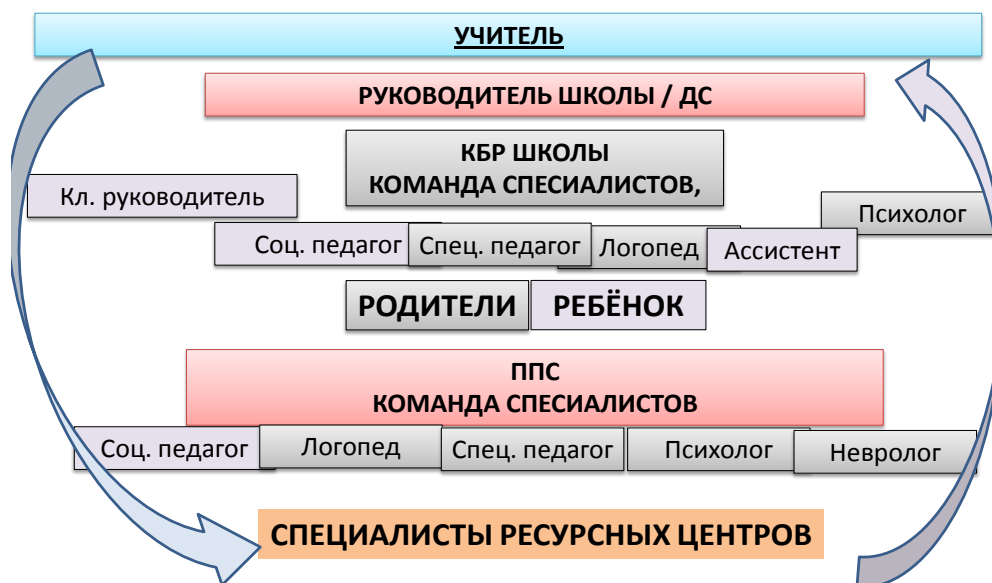 УЧИТЕЛЬ
РУКОВОДИТЕЛЬ ШКОЛЫ / ДС
КБР ШКОЛЫ
КОМАНДА СПЕСИАЛИСТОВ,
Кл. руководитель
Психолог
Соц. педагог
Спец. педагог
Логопед
Ассистент
РОДИТЕЛИ
РЕБЁНОК
ППС
КОМАНДА СПЕСИАЛИСТОВ
Соц. педагог
Логопед
Спец. педагог
Психолог
Невролог
СПЕЦИАЛИСТЫ РЕСУРСНЫХ ЦЕНТРОВ